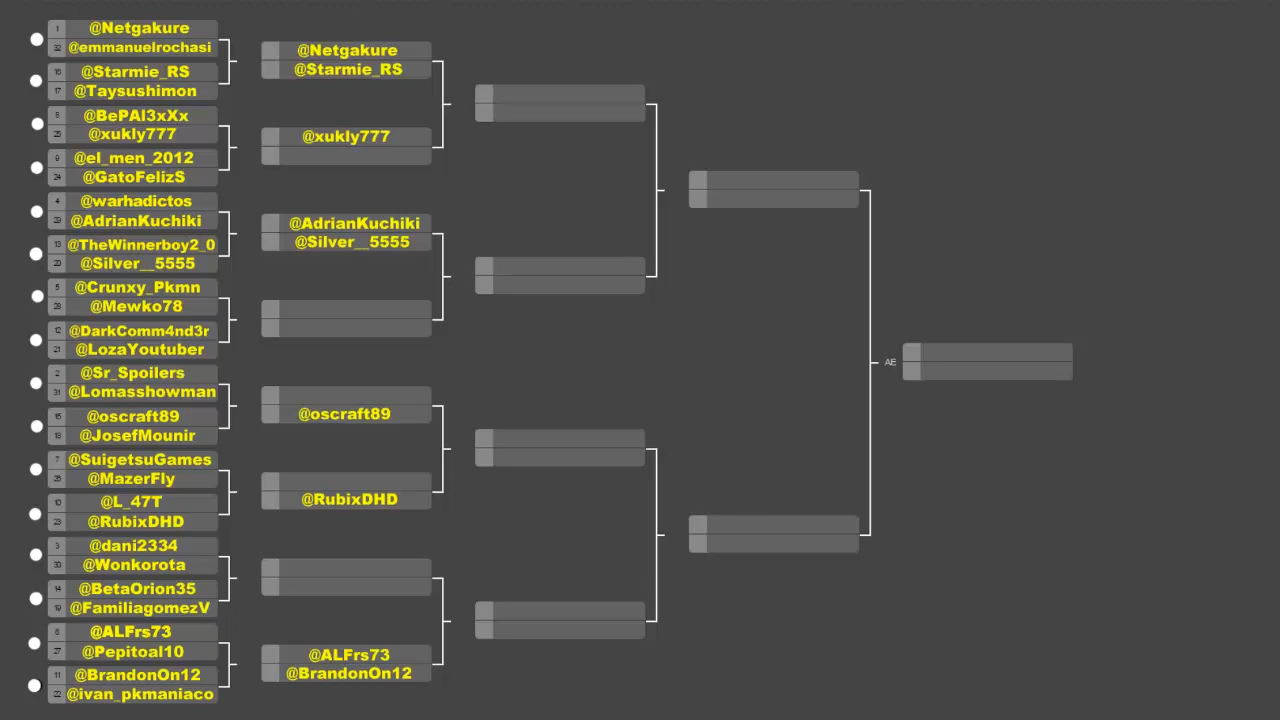 1 @Netgakure
32 @emmanuelrochasi
16 @Starmie_RS
17 @Taysushimon
8 @BePAI3xXx
25 @xukly777
9 @el_men_2012
24 @GatoFelizS
4 @warhadictos
29 @AdrianKuchiki
13 @TheWinnerboy2_0
20 @Silver__5555
5 @Crunxy_Pkmn
28 @Mewko78
12 @DarkComm4nd3r
21 @LozaYoutuber
2 @Sr_Spoilers
31 @Lomasshowman
15 @oscraft89
18 @JosefMounir
7 @SuigetsuGames
26 @MazerFly
10 @L_47T
23 @RubixDHD
3 @dani2334
30 @Wonkorota
14 @BetaOrion35
19 @FamiliagomezV
6 @ALFrs73
27 @Pepitoal10
11 @BrandonOn12
22 @ivan_pkmaniaco
@Netgakure
@Starmie_RS
@xukly777
@AdrianKuchiki
@Silver__5555
@oscraft89
@RubixDHD
@ALFrs73
@BrandonOn12
AE